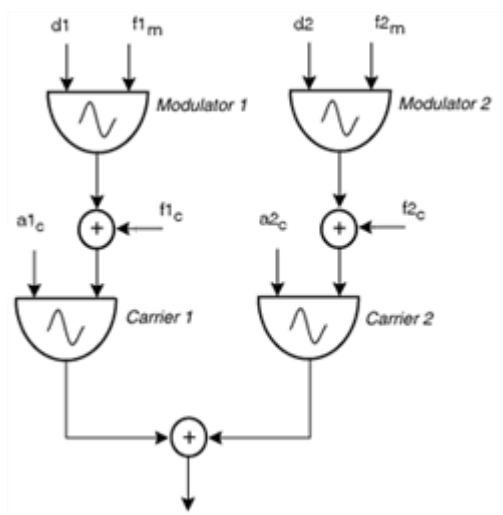 d1 f1m d2 f2m
Modulator 1 Modulator 2
+ f1c + f2c
a1c a2c
Carrier 1 Carrier 2
+